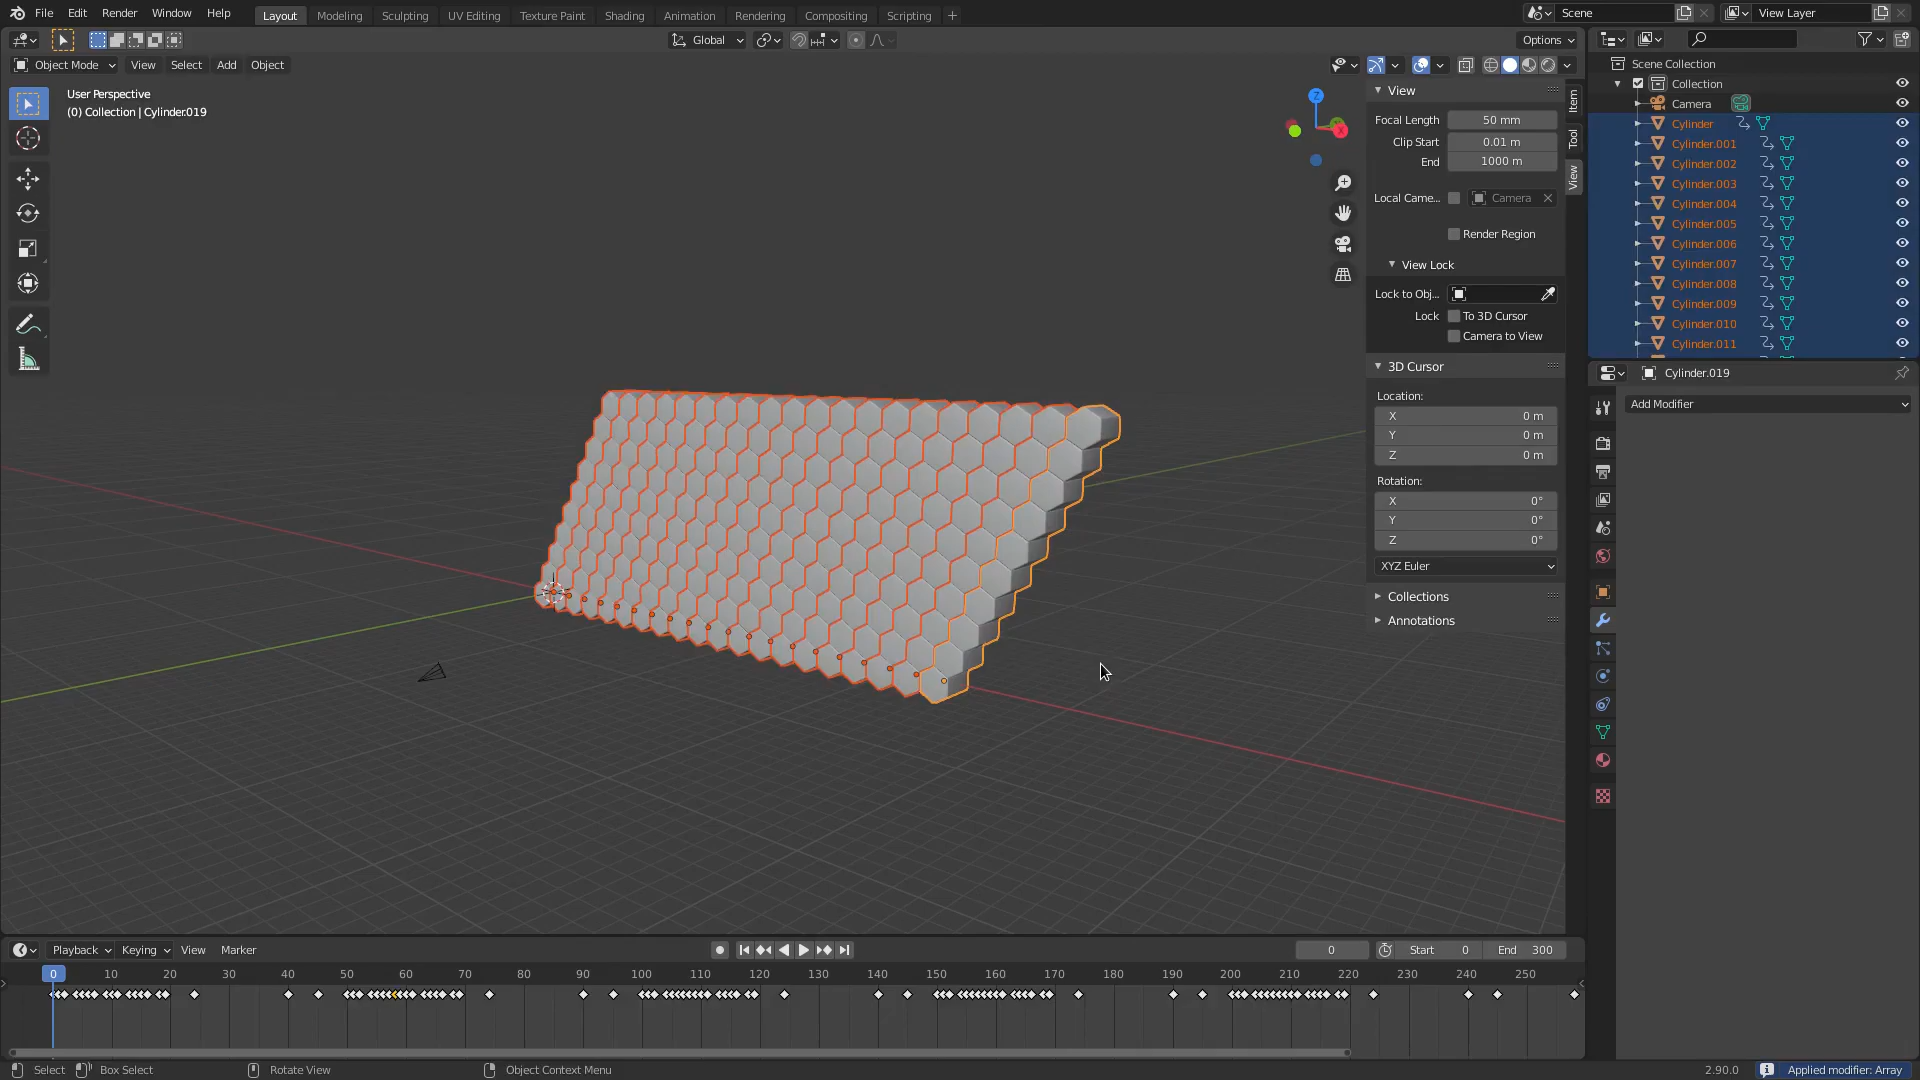 File Edit Render Window Help
Layout Modeling Sculpting UV Editing Texture Paint Shading Animation Rendering Compositing Scripting +
Scene
View Layer
Global
Options
Object Mode View Select Add Object
User Perspective
(0) Collection | Cylinder.019
Z
X
View
Focal Length 50 mm
Clip Start 0.01 m
End 1000 m
Local Came... Camera
Render Region
View Lock
Lock to Obj...
Lock To 3D Cursor
Camera to View
3D Cursor
Location:
X 0 m
Y 0 m
Z 0 m
Rotation:
X 0°
Y 0°
Z 0°
XYZ Euler
Collections
Annotations
Item
Tool
View
Scene Collection
Collection
Camera
Cylinder
Cylinder.001
Cylinder.002
Cylinder.003
Cylinder.004
Cylinder.005
Cylinder.006
Cylinder.007
Cylinder.008
Cylinder.009
Cylinder.010
Cylinder.011
Cylinder.019
Add Modifier
Playback Keying View Marker
0 Start 0 End 300
0 10 20 30 40 50 60 70 80 90 100 110 120 130 140 150 160 170 180 190 200 210 220 230 240 250
Select Box Select Rotate View Object Context Menu
2.90.0 Applied modifier: Array